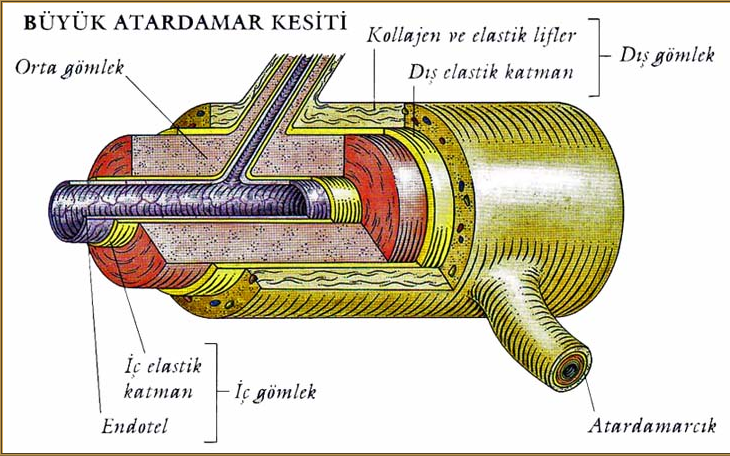 BÜYÜK ATARDAMAR KESİTİ
Kollajen ve elastik lifler
Dış gömlek
Orta gömlek
Dış elastik katman
İç elastik
katman
İç gömlek
Endotel
Atardamarcık